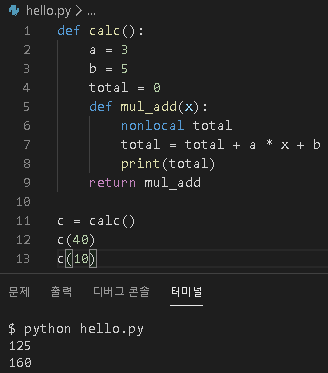 hello.py > ...
1 def calc():
2     a = 3
3     b = 5
4     total = 0
5     def mul_add(x):
6         nonlocal total
7         total = total + a * x + b
8         print(total)
9     return mul_add
10
11 c = calc()
12 c(40)
13 c(10)
문제 출력 디버그 콘솔 터미널
$ python hello.py
125
160